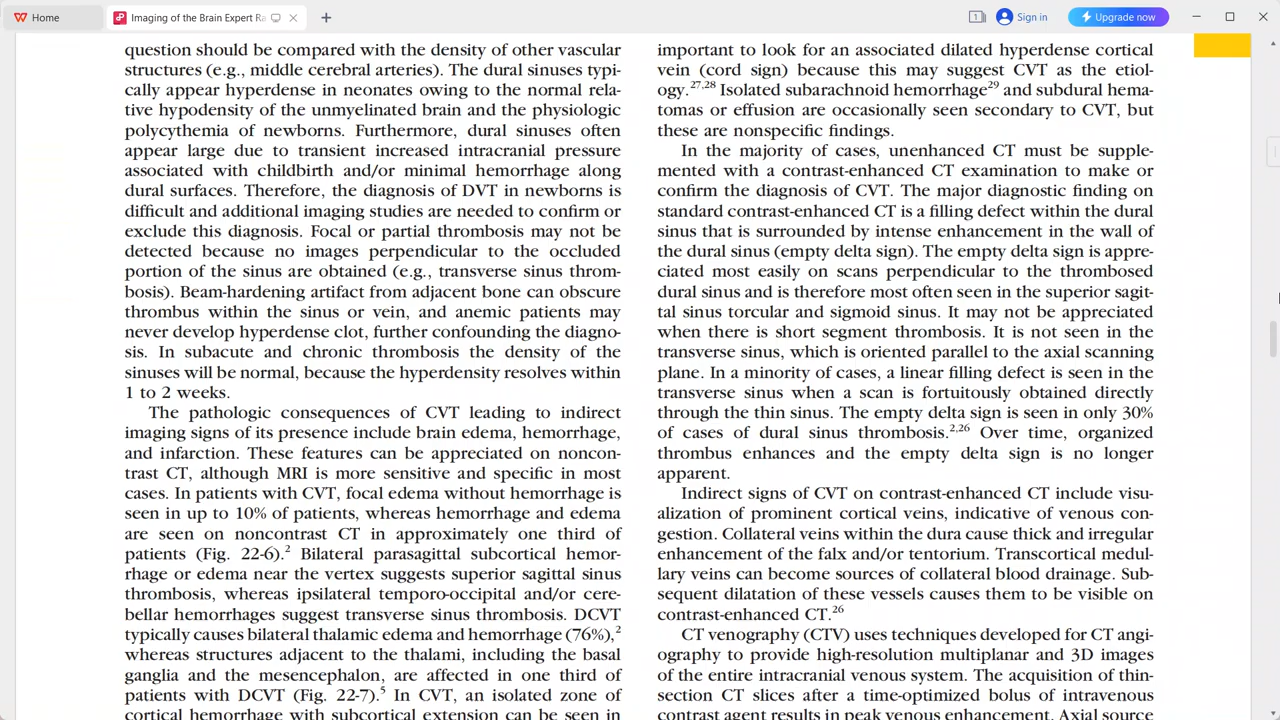 Home
Imaging of the Brain Expert Ra
Sign in
Upgrade now
question should be compared with the density of other vascular
structures (e.g., middle cerebral arteries). The dural sinuses typi-
cally appear hyperdense in neonates owing to the normal rela-
tive hypodensity of the unmyelinated brain and the physiologic
polycythemia of newborns. Furthermore, dural sinuses often
appear large due to transient increased intracranial pressure
associated with childbirth and/or minimal hemorrhage along
dural surfaces. Therefore, the diagnosis of DVT in newborns is
difficult and additional imaging studies are needed to confirm or
exclude this diagnosis. Focal or partial thrombosis may not be
detected because no images perpendicular to the occluded
portion of the sinus are obtained (e.g., transverse sinus throm-
bosis). Beam-hardening artifact from adjacent bone can obscure
thrombus within the sinus or vein, and anemic patients may
never develop hyperdense clot, further confounding the diagno-
sis. In subacute and chronic thrombosis the density of the
sinuses will be normal, because the hyperdensity resolves within
1 to 2 weeks.
The pathologic consequences of CVT leading to indirect
imaging signs of its presence include brain edema, hemorrhage,
and infarction. These features can be appreciated on noncon-
trast CT, although MRI is more sensitive and specific in most
cases. In patients with CVT, focal edema without hemorrhage is
seen in up to 10% of patients, whereas hemorrhage and edema
are seen on noncontrast CT in approximately one third of
patients (Fig. 22-6).2 Bilateral parasagittal subcortical hemor-
rhage or edema near the vertex suggests superior sagittal sinus
thrombosis, whereas ipsilateral temporo-occipital and/or cere-
bellar hemorrhages suggest transverse sinus thrombosis. DCVT
typically causes bilateral thalamic edema and hemorrhage (76%),2
whereas structures adjacent to the thalami, including the basal
ganglia and the mesencephalon, are affected in one third of
patients with DCVT (Fig. 22-7).5 In CVT, an isolated zone of
cortical hemorrhage with subcortical extension can be seen in
important to look for an associated dilated hyperdense cortical
vein (cord sign) because this may suggest CVT as the etiol-
ogy.27,28 Isolated subarachnoid hemorrhage29 and subdural hema-
tomas or effusion are occasionally seen secondary to CVT, but
these are nonspecific findings.
In the majority of cases, unenhanced CT must be supple-
mented with a contrast-enhanced CT examination to make or
confirm the diagnosis of CVT. The major diagnostic finding on
standard contrast-enhanced CT is a filling defect within the dural
sinus that is surrounded by intense enhancement in the wall of
the dural sinus (empty delta sign). The empty delta sign is appre-
ciated most easily on scans perpendicular to the thrombosed
dural sinus and is therefore most often seen in the superior sagit-
tal sinus torcular and sigmoid sinus. It may not be appreciated
when there is short segment thrombosis. It is not seen in the
transverse sinus, which is oriented parallel to the axial scanning
plane. In a minority of cases, a linear filling defect is seen in the
transverse sinus when a scan is fortuitously obtained directly
through the thin sinus. The empty delta sign is seen in only 30%
of cases of dural sinus thrombosis.2,26 Over time, organized
thrombus enhances and the empty delta sign is no longer
apparent.
Indirect signs of CVT on contrast-enhanced CT include visu-
alization of prominent cortical veins, indicative of venous con-
gestion. Collateral veins within the dura cause thick and irregular
enhancement of the falx and/or tentorium. Transcortical medul-
lary veins can become sources of collateral blood drainage. Sub-
sequent dilatation of these vessels causes them to be visible on
contrast-enhanced CT.26
CT venography (CTV) uses techniques developed for CT angi-
ography to provide high-resolution multiplanar and 3D images
of the entire intracranial venous system. The acquisition of thin-
section CT slices after a time-optimized bolus of intravenous
contrast agent results in peak venous enhancement. Axial source